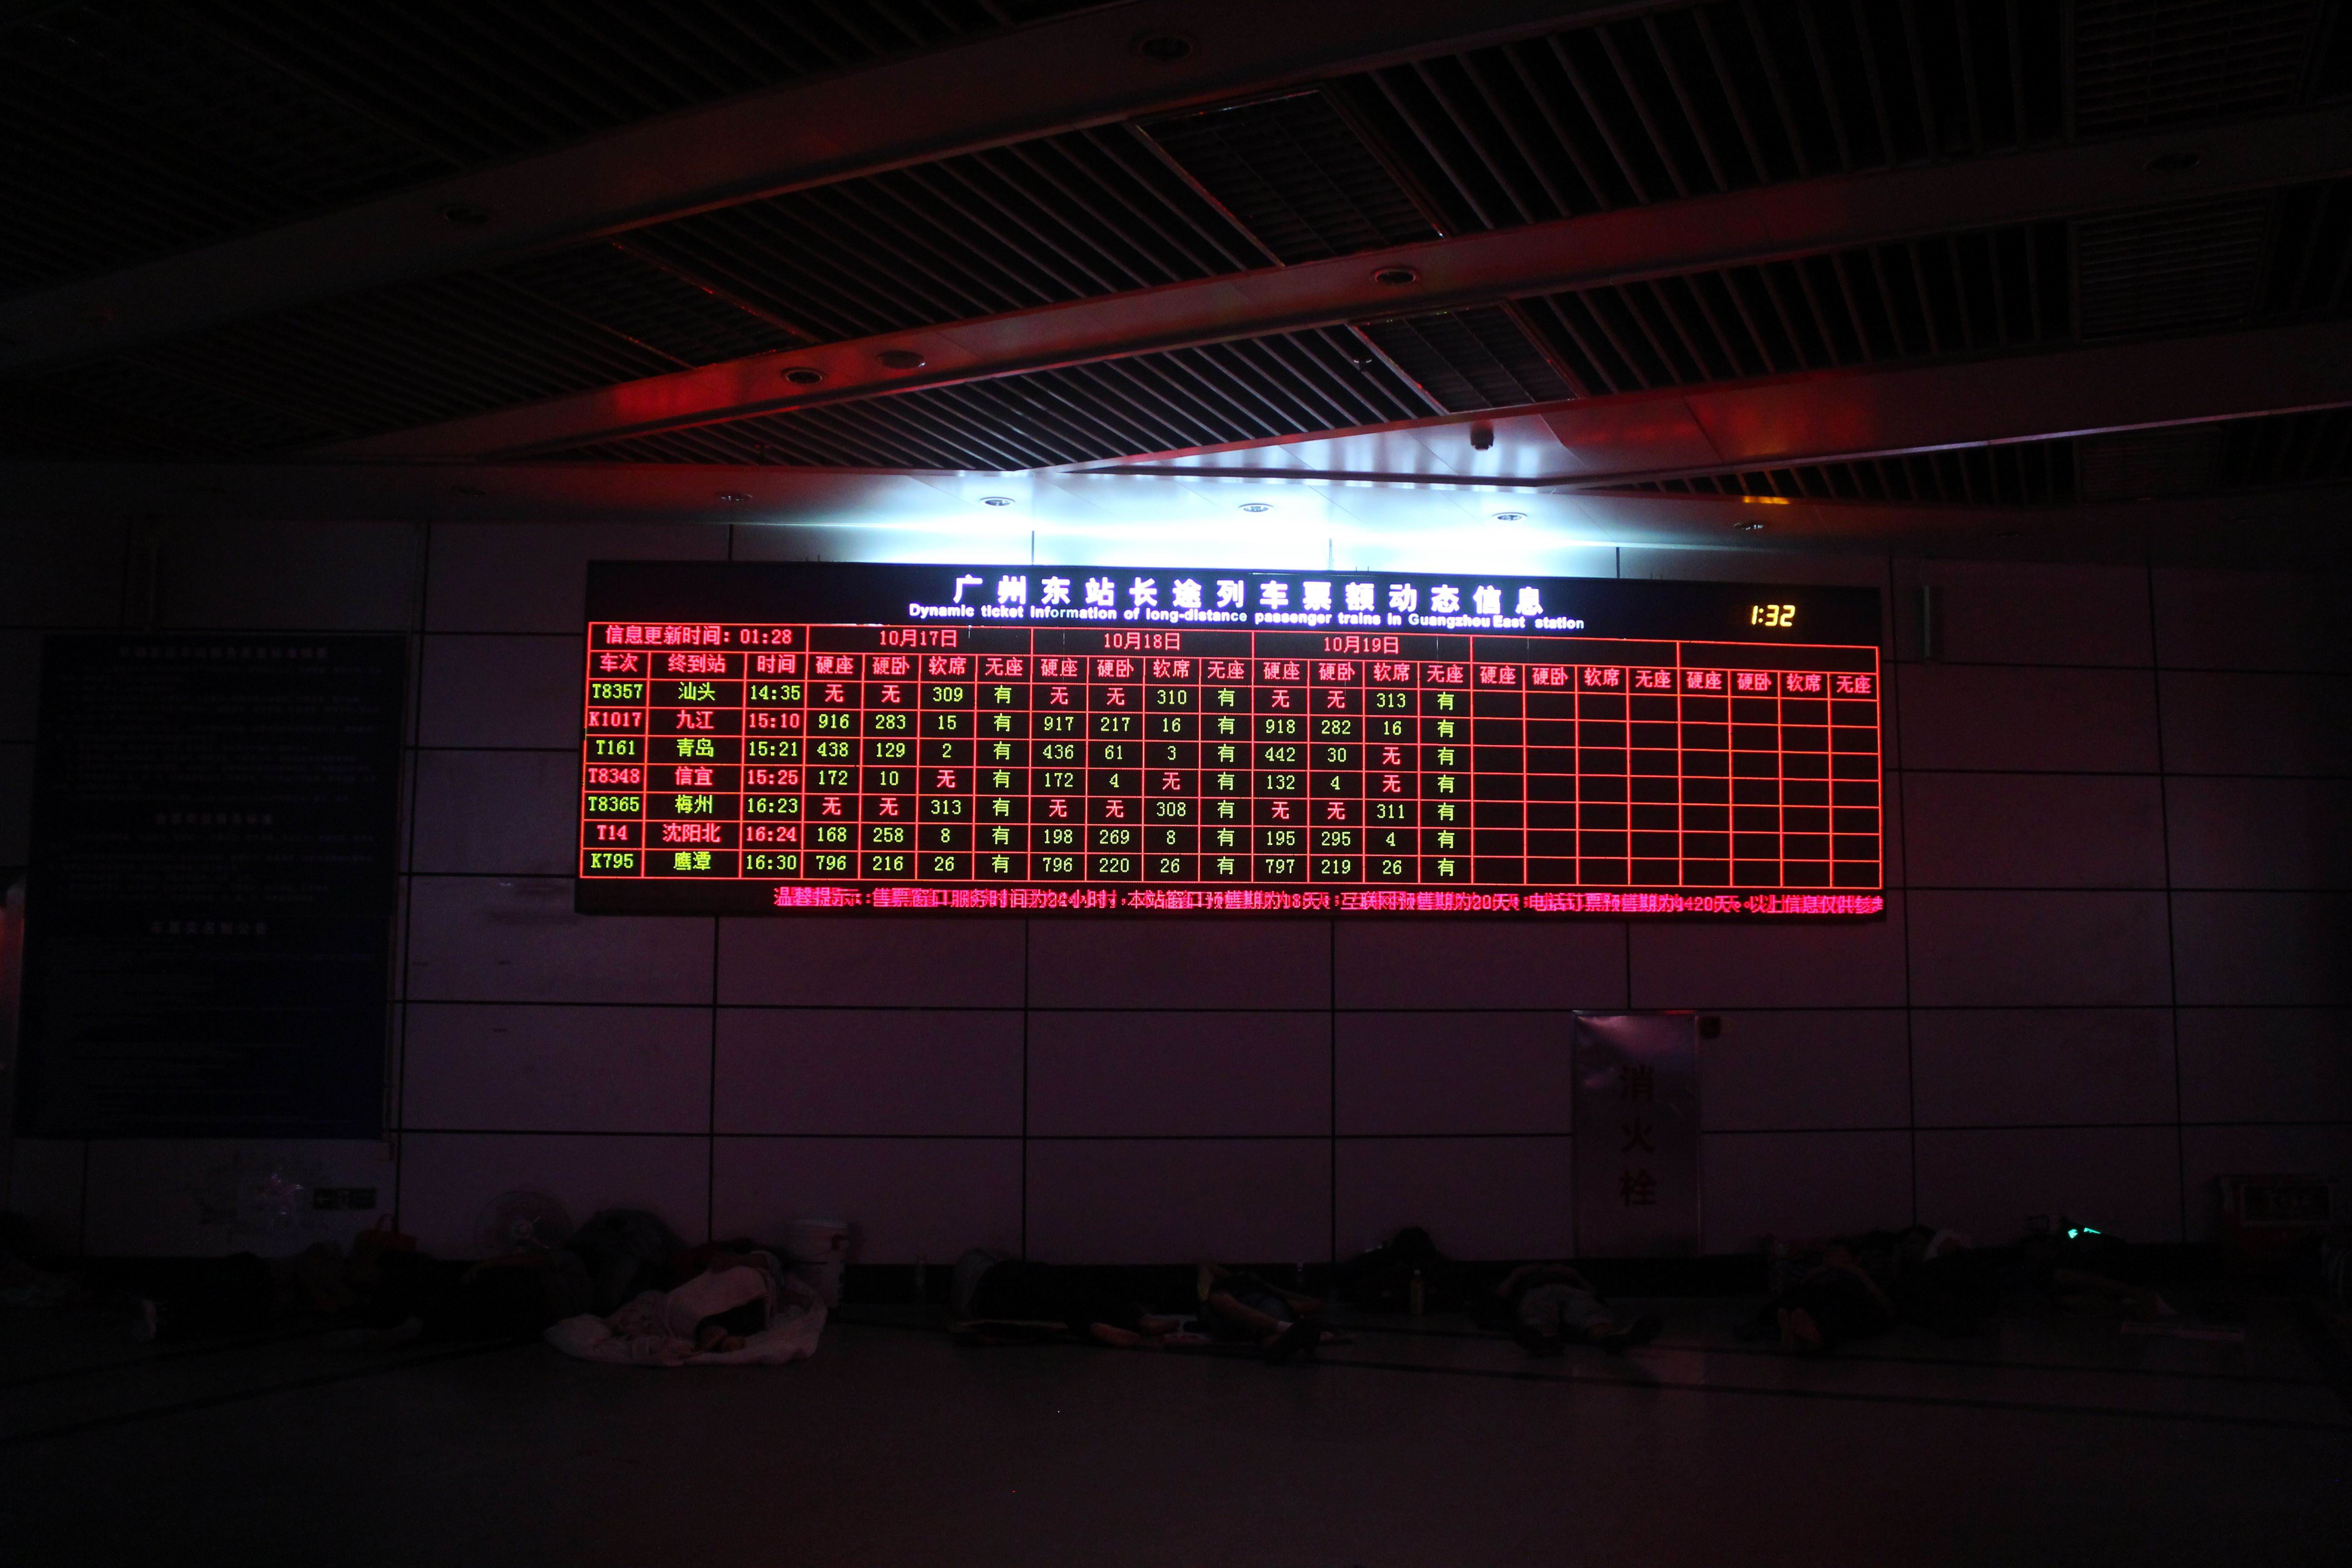 广州东站长途列车票额动态信息
Dynamic ticket information of long-distance passenger trains in Guangzhou East station
1:32
信息更新时间：01:28 10月17日 10月18日 10月19日
车次 终到站 时间 硬座 硬卧 软席 无座 硬座 硬卧 软席 无座 硬座 硬卧 软席 无座 硬座 硬卧 软席 无座 硬座 硬卧 软席 无座
T8357 汕头 14:35 无 无 309 有 无 无 310 有 无 无 313 有
K1017 九江 15:10 916 283 15 有 917 217 16 有 918 282 16 有
T161 青岛 15:21 438 129 2 有 436 61 3 有 442 30 无 有
T8348 信宜 15:25 172 10 无 有 172 4 无 有 132 4 无 有
T8365 梅州 16:23 无 无 313 有 无 无 308 有 无 无 311 有
T14 沈阳北 16:24 168 258 8 有 198 269 8 有 195 295 4 有
K795 鹰潭 16:30 796 216 26 有 796 220 26 有 797 219 26 有
温馨提示：售票窗口服务时间为24小时，本站窗口预售期为18天；互联网预售期为20天；电话订票预售期为 20天。以上信息仅供参
消火栓